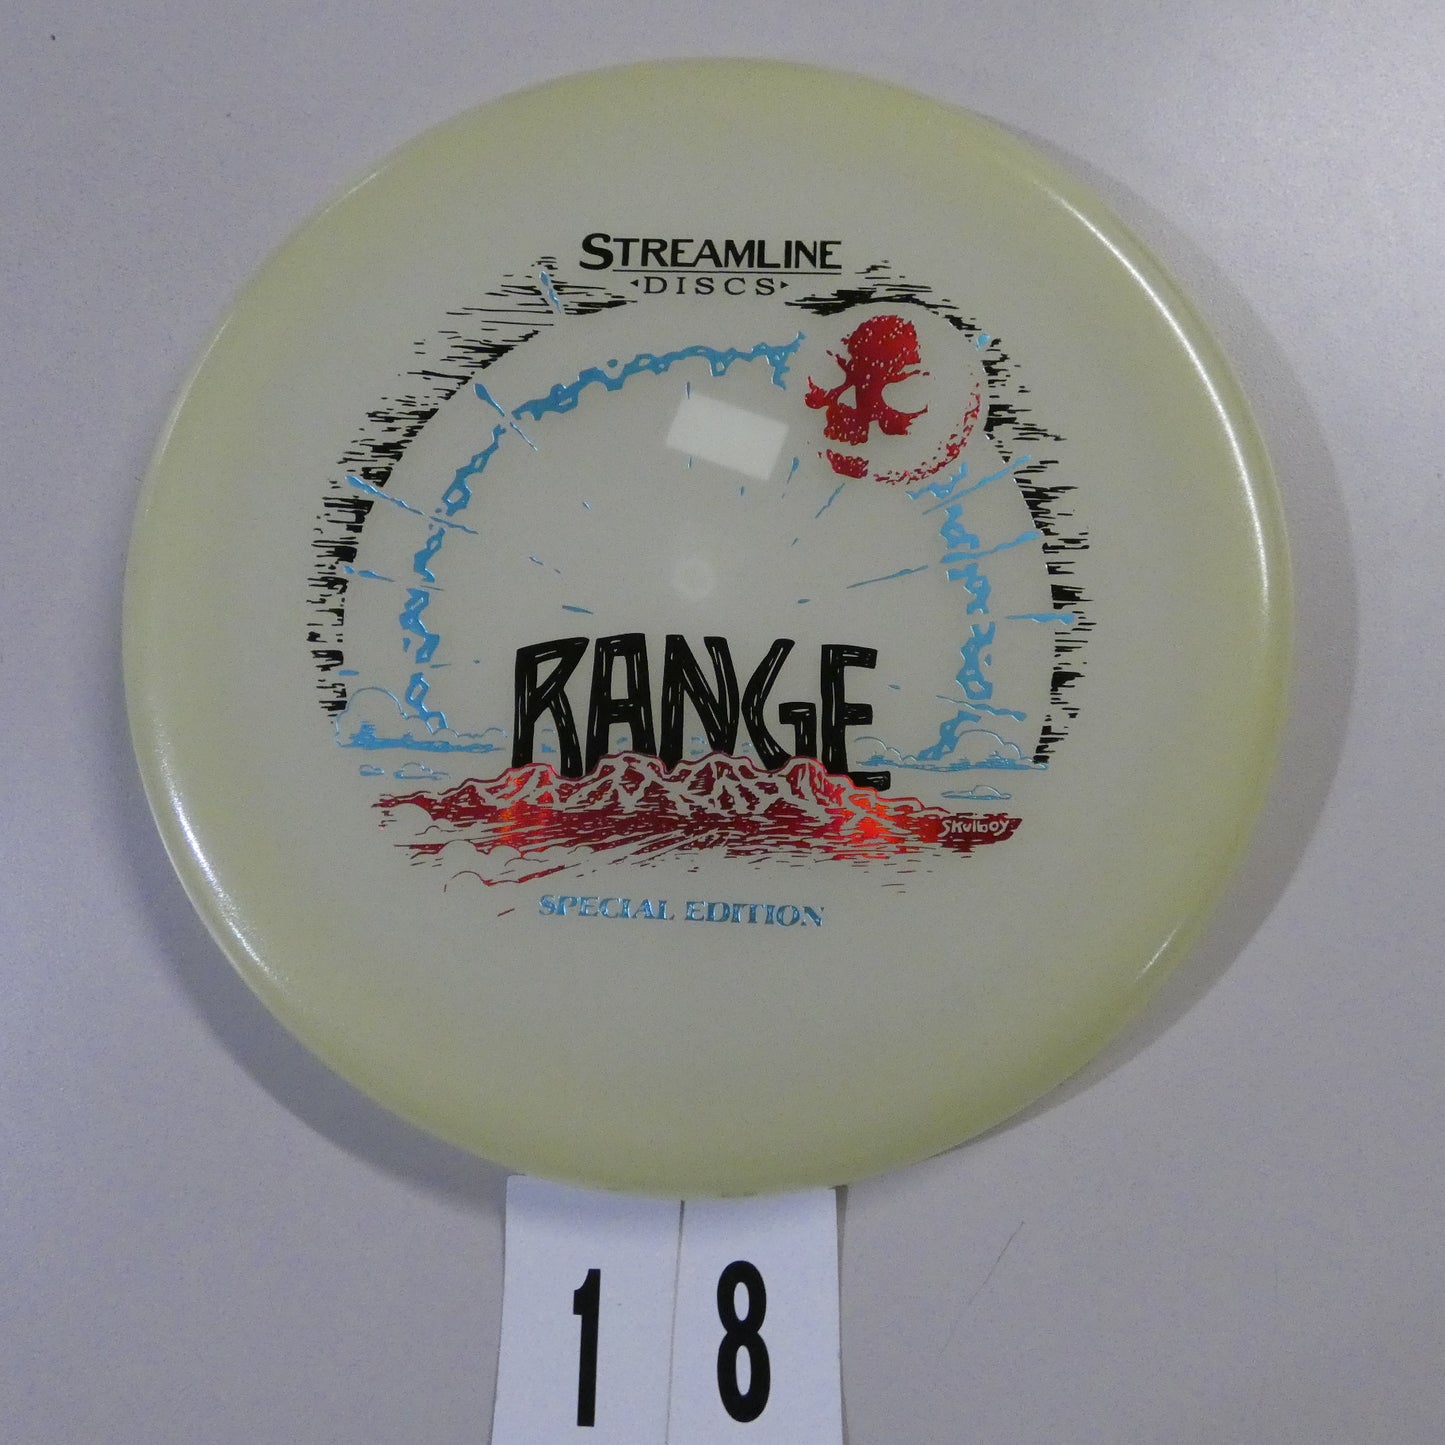 STREAMLINE
DISCS
RANGE
Skulboy
SPECIAL EDITION
1 8